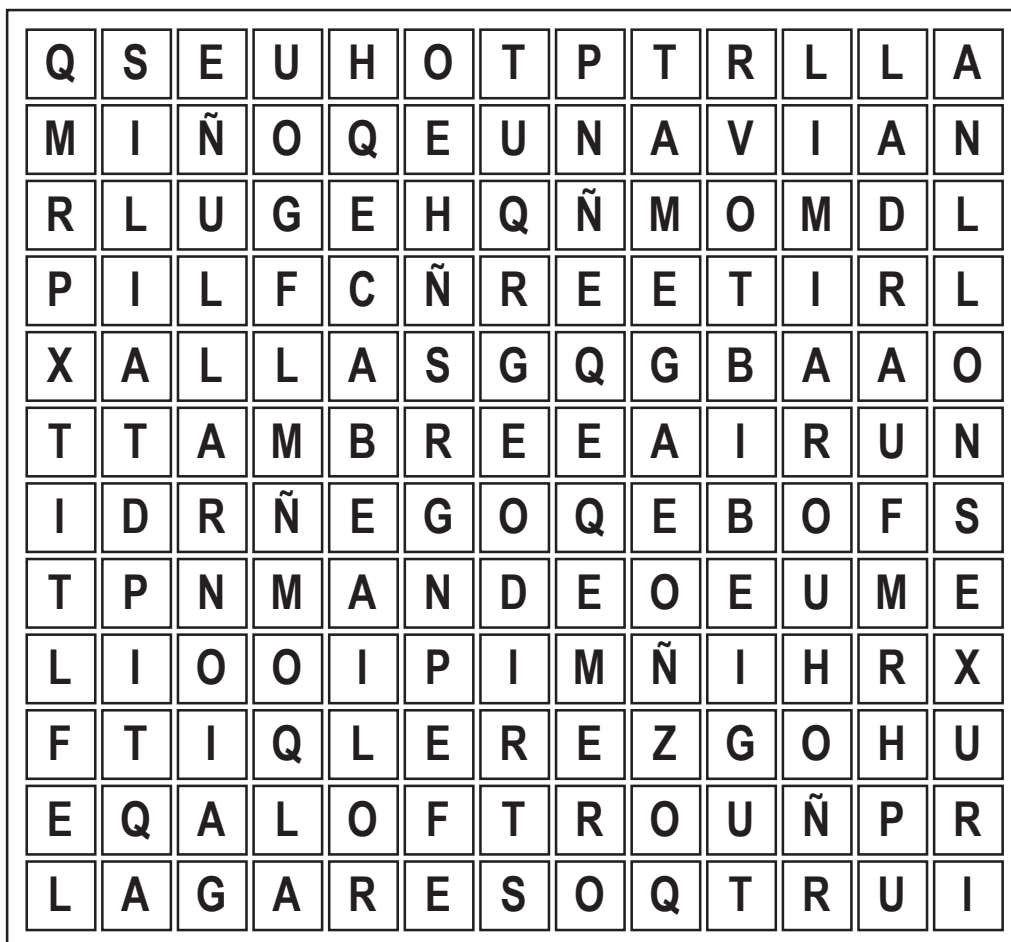 Q S E U H O T P T R L L A
M I Ñ O Q E U N A V I A N
R L U G E H Q Ñ M O M D L
P I L F C Ñ R E E T I R L
X A L L A S G Q G B A A O
T T A M B R E E A I R U N
I D R Ñ E G O Q E B O F S
T P N M A N D E O E U M E
L I O O I P I M Ñ I H R X
F T I Q L E R E Z G O H U
E Q A L O F T R O U Ñ P R
L A G A R E S O Q T R U I